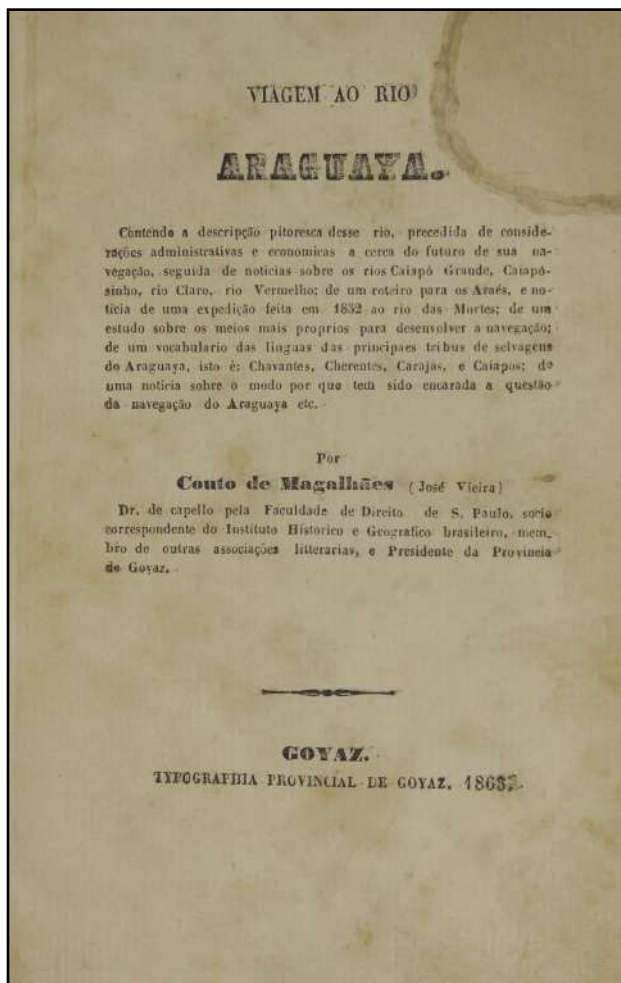 VIAGEM AO RIO
ARAGUAYA.
Contendo a descripção pitoresca desse rio, precedida de conside-
rações administrativas e economicas a cerca do futuro de sua na-
vegação, seguida de noticias sobre os rios Caiapó Grande, Caiapó-
sinho, rio Claro, rio Vermelho; de um roteiro para os Araés, e no-
ticia de uma expedição feita em 1832 ao rio das Mortes; de um
estudo sobre os meios mais proprios para desenvolver a navegação;
de um vocabulario das linguas das principaes tribus de selvagens
do Araguaya, isto é: Chavantes, Cherentes, Carajás, e Caiapos; de
uma noticia sobre o modo por que tem sido encarada a questão
da navegação do Araguaya etc.
Por
Couto de Magalhães (José Vieira)
Dr. de capello pela Faculdade de Direito de S. Paulo, socio
correspondente do Instituto Historico e Geografico brasileiro, mem-
bro de outras associações litterarias, e Presidente da Provincia
de Goyaz.
GOYAZ.
TYPOGRAPHIA PROVINCIAL DE GOYAZ. 1863.